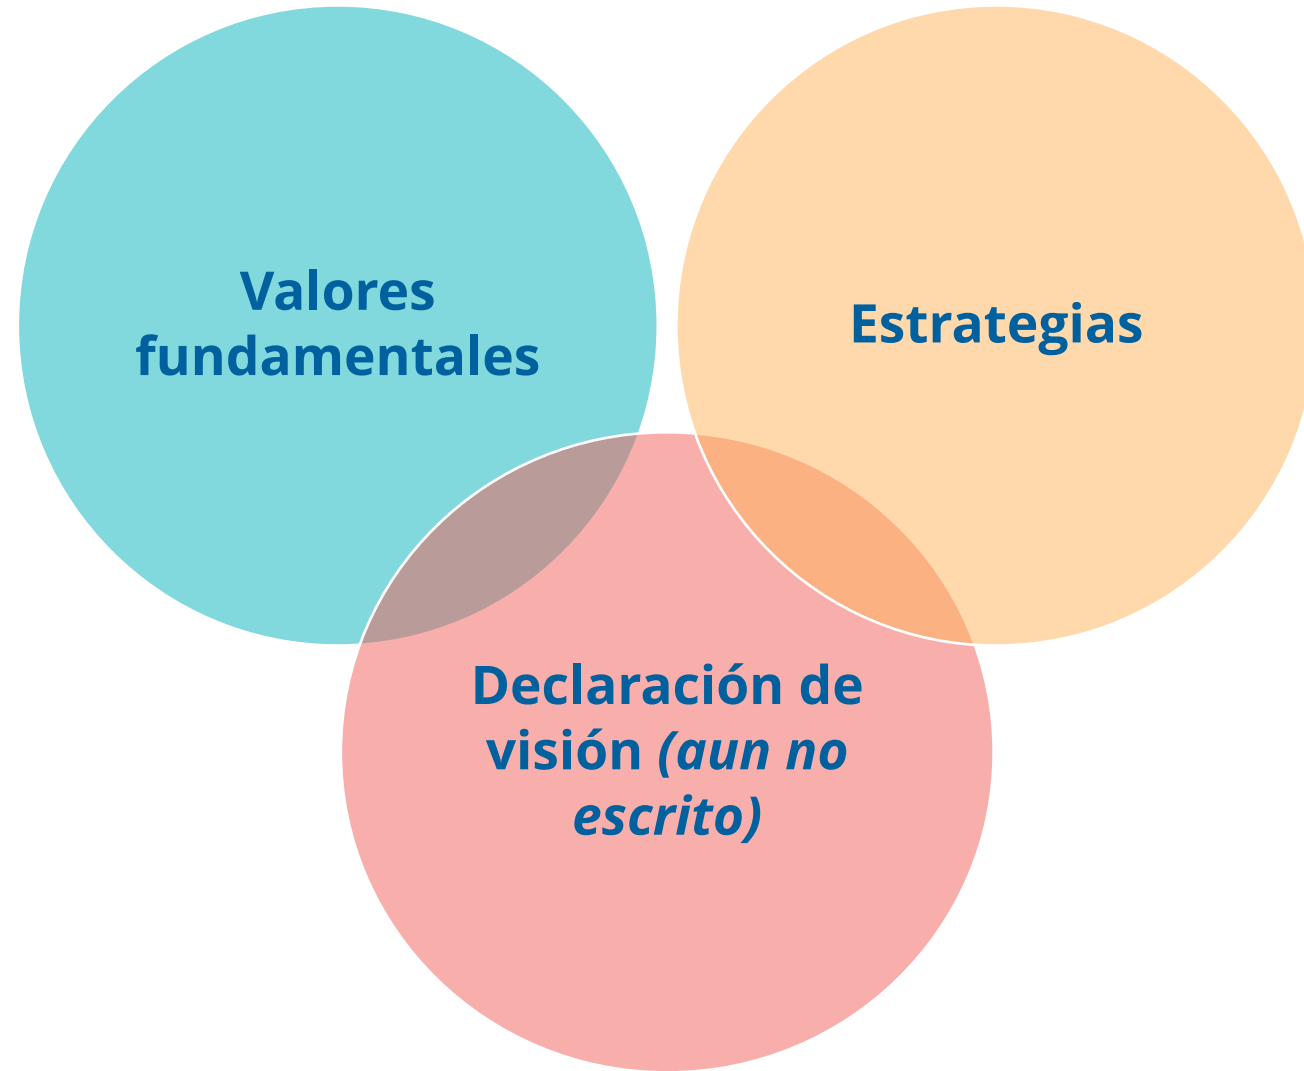 Valores
fundamentales
Estrategias
Declaración de
visión (aun no
escrito)